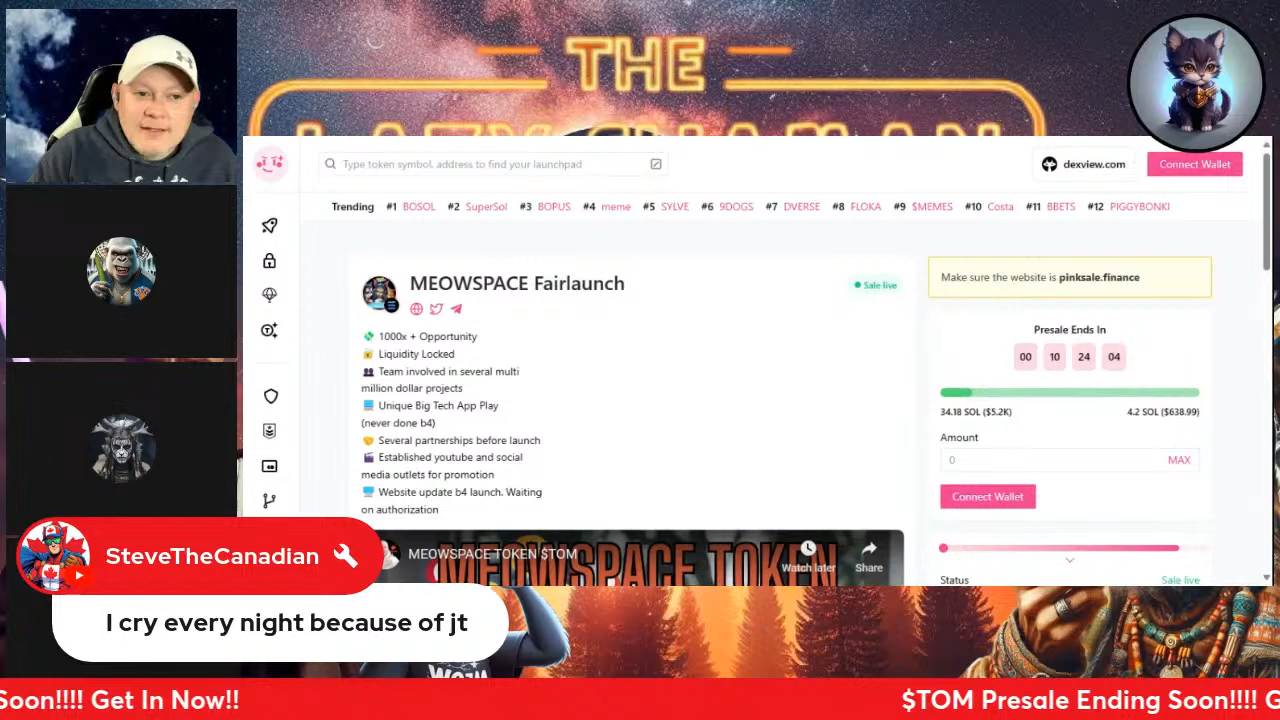 THE
Type token symbol, address to find your launchpad
dexview.com
Connect Wallet
Trending #1 BOSOL #2 SuperSol #3 BOPUS #4 meme #5 SYLVE #6 9DOGS #7 DVERSE #8 FLOKA #9 $MEMES #10 Costa #11 BBETS #12 PIGGYBONKI
MEOWSPACE Fairlaunch
Sale live
1000x + Opportunity
Liquidity Locked
Team involved in several multi
million dollar projects
Unique Big Tech App Play
(never done b4)
Several partnerships before launch
Established youtube and social
media outlets for promotion
Website update b4 launch. Waiting
on authorization
Make sure the website is pinksale.finance
Presale Ends In
00 10 24 04
34.18 SOL ($5.2K) 4.2 SOL ($638.99)
Amount
0 MAX
Connect Wallet
Status Sale live
MEOWSPACE TOKEN $TOM
MEOWSPACE TOKEN
Watch later Share
SteveTheCanadian
I cry every night because of jt
Soon!!!! Get In Now!!
$TOM Presale Ending Soon!!!! G